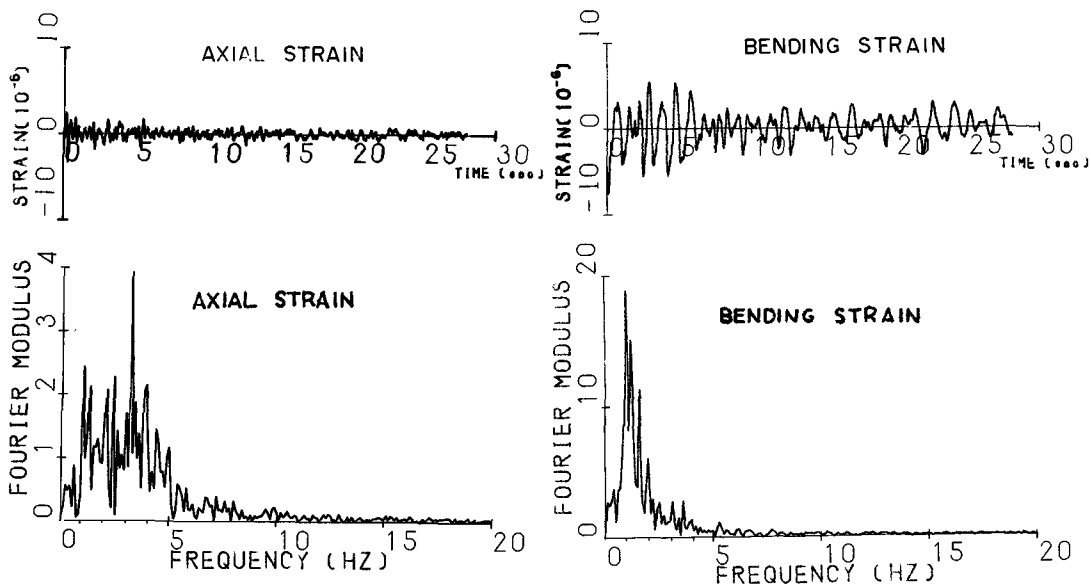 AXIAL STRAIN
STRAIN(10⁻⁶)
10
0
-10
0 5 10 15 20 25 30
TIME (sec)
BENDING STRAIN
STRAIN(10⁻⁶)
10
0
-10
0 5 10 15 20 25 30
TIME (sec)
AXIAL STRAIN
FOURIER MODULUS
4
3
2
1
0
0 5 10 15 20
FREQUENCY (HZ)
BENDING STRAIN
FOURIER MODULUS
20
10
0
0 5 10 15 20
FREQUENCY (HZ)